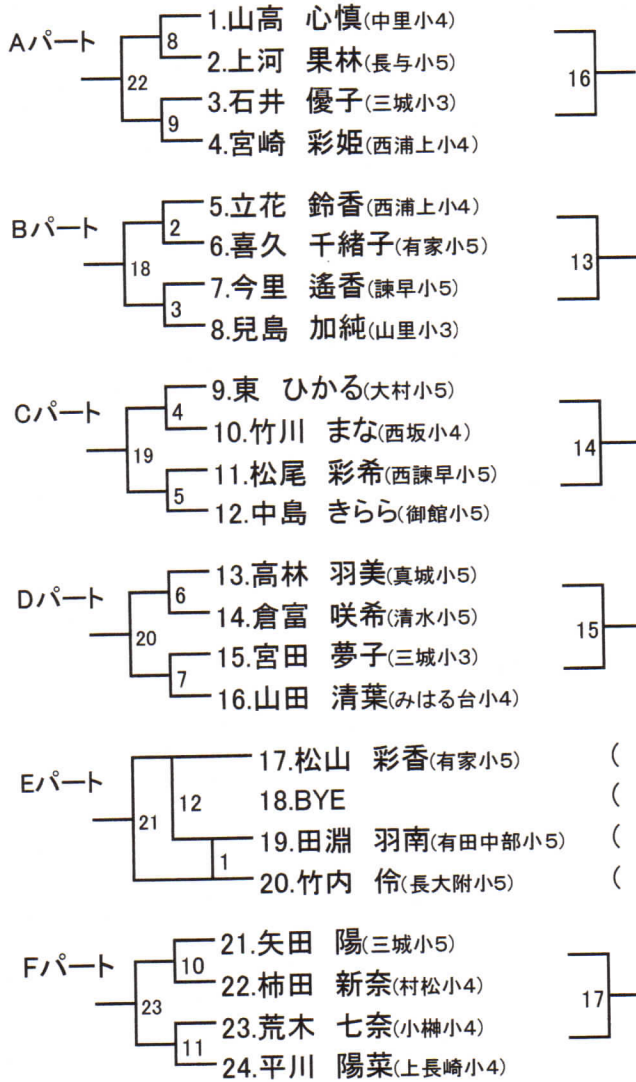 Aパート
1.山高 心慎(中里小4)
8
2.上河 果林(長与小5)
22
16
3.石井 優子(三城小3)
9
4.宮崎 彩姫(西浦上小4)
Bパート
5.立花 鈴香(西浦上小4)
2
6.喜久 千緒子(有家小5)
18
13
7.今里 遙香(諫早小5)
3
8.兒島 加純(山里小3)
Cパート
9.東 ひかる(大村小5)
4
10.竹川 まな(西坂小4)
19
14
11.松尾 彩希(西諫早小5)
5
12.中島 きらら(御館小5)
Dパート
13.高林 羽美(真城小5)
6
14.倉富 咲希(清水小5)
20
15
15.宮田 夢子(三城小3)
7
16.山田 清葉(みはる台小4)
Eパート
17.松山 彩香(有家小5) (
12
18.BYE (
21
19.田淵 羽南(有田中部小5) (
1
20.竹内 伶(長大附小5) (
Fパート
21.矢田 陽(三城小5)
10
22.柿田 新奈(村松小4)
23
17
23.荒木 七奈(小榊小4)
11
24.平川 陽菜(上長崎小4)